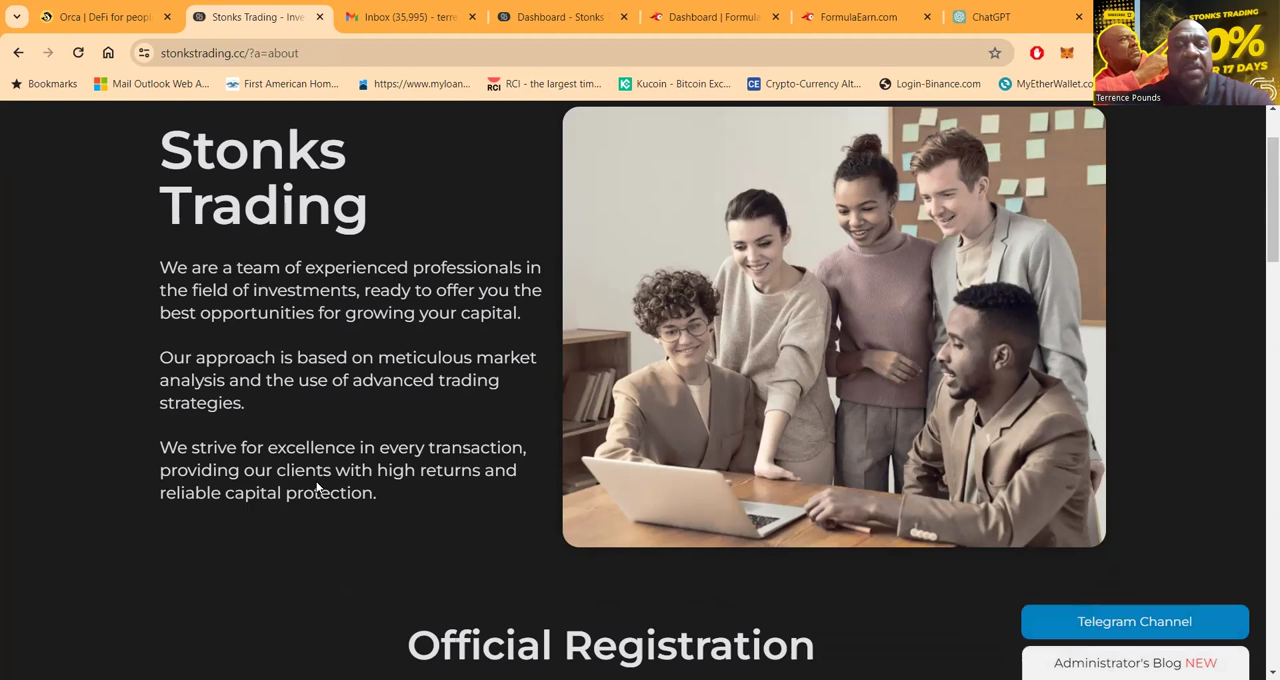 Orca | DeFi for peopl
Stonks Trading - Inve
Inbox (35,995) - terre
Dashboard - Stonks
Dashboard | Formula
FormulaEarn.com
ChatGPT
stonkstrading.cc/?a=about
Bookmarks
Mail Outlook Web A...
First American Hom...
https://www.myloan...
RCI - the largest tim...
Kucoin - Bitcoin Exc...
Crypto-Currency Alt...
Login-Binance.com
MyEtherWallet.co
STONKS TRADING
0%
R 17 DAYS
Terrence Pounds
Stonks
Trading
We are a team of experienced professionals in
the field of investments, ready to offer you the
best opportunities for growing your capital.
Our approach is based on meticulous market
analysis and the use of advanced trading
strategies.
We strive for excellence in every transaction,
providing our clients with high returns and
reliable capital protection.
Official Registration
Telegram Channel
Administrator's Blog NEW